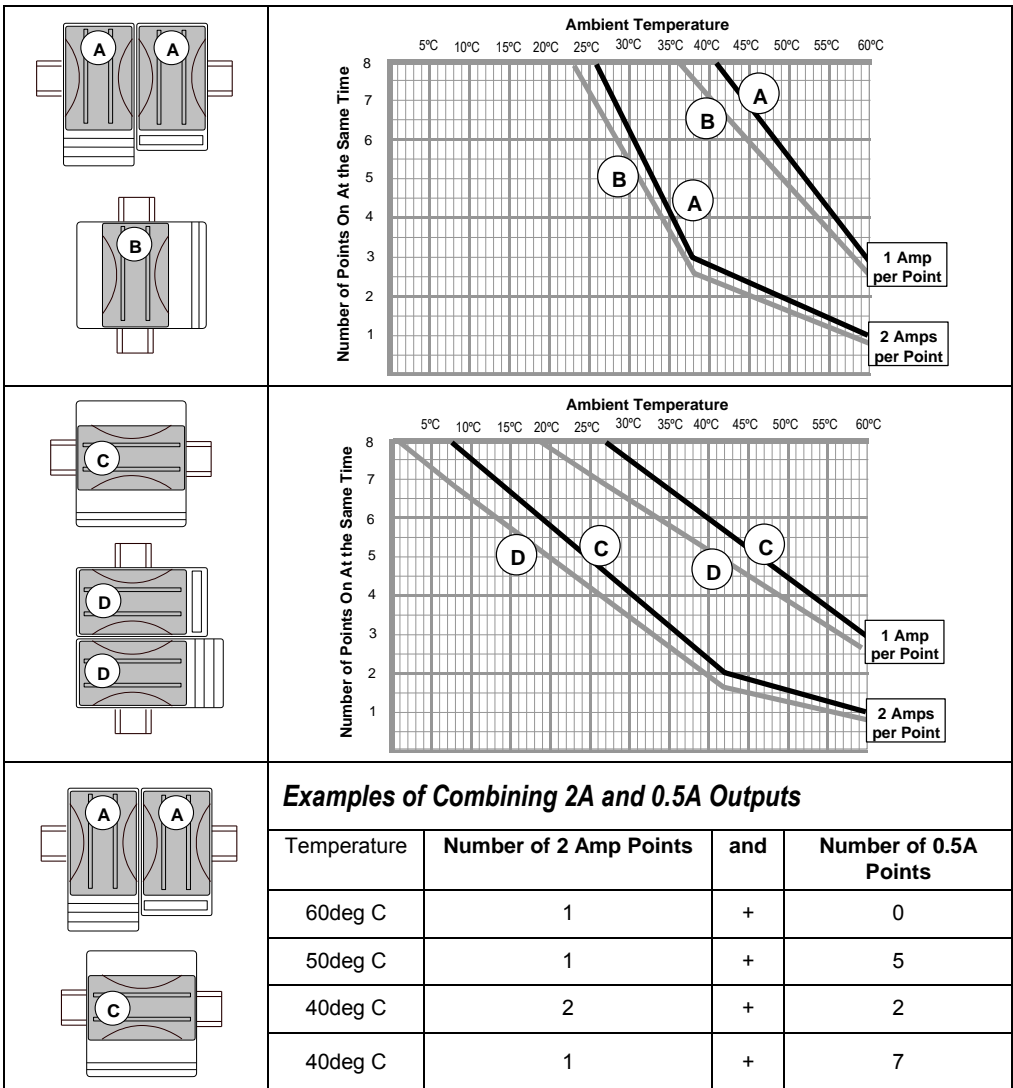 A A
B
Ambient Temperature
5ºC 10ºC 15ºC 20ºC 25ºC 30ºC 35ºC 40ºC 45ºC 50ºC 55ºC 60ºC
Number of Points On At the Same Time
8
7
6
5
4
3
2
1
A
B
B
A
1 Amp
per Point
2 Amps
per Point
C
D
D
Ambient Temperature
5ºC 10ºC 15ºC 20ºC 25ºC 30ºC 35ºC 40ºC 45ºC 50ºC 55ºC 60ºC
Number of Points On At the Same Time
8
7
6
5
4
3
2
1
D
C
D
C
1 Amp
per Point
2 Amps
per Point
A A
C
Examples of Combining 2A and 0.5A Outputs
Temperature Number of 2 Amp Points and Number of 0.5A
Points
60deg C 1 + 0
50deg C 1 + 5
40deg C 2 + 2
40deg C 1 + 7